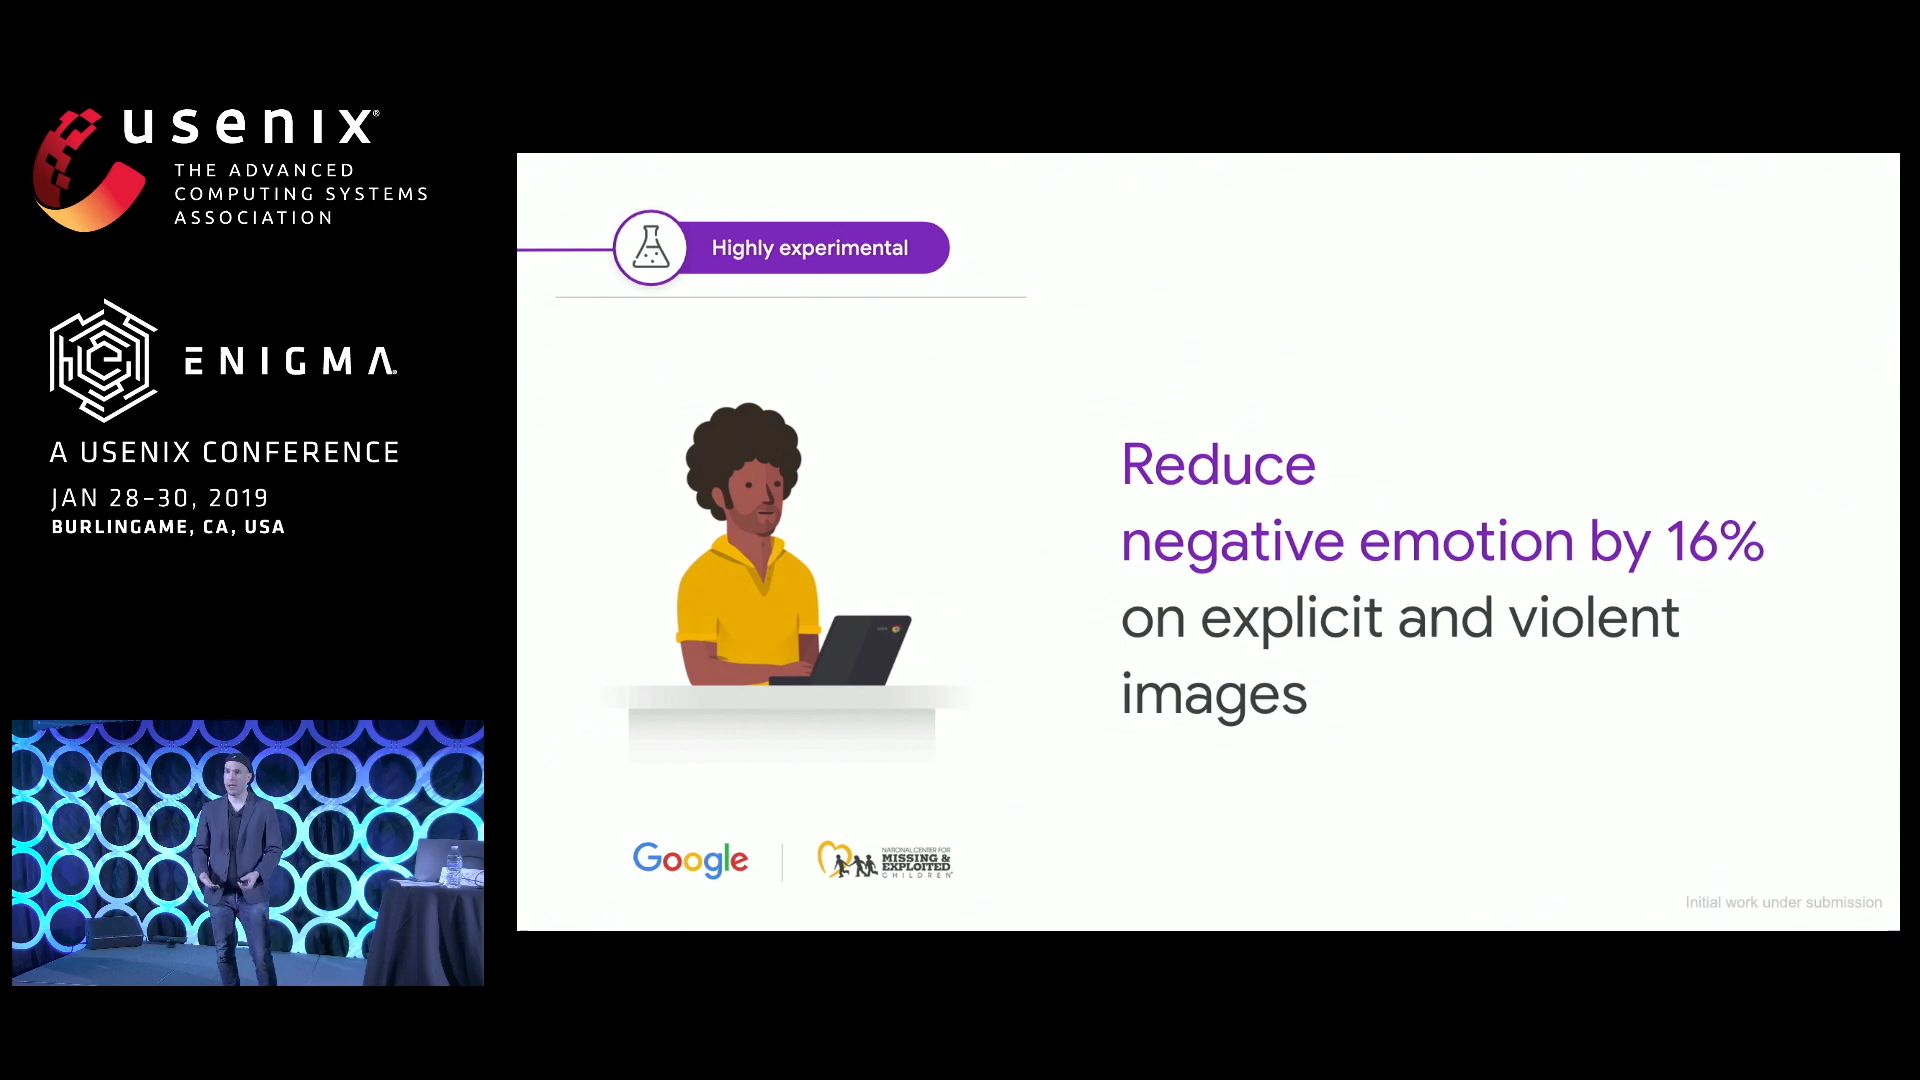 usenix®
THE ADVANCED
COMPUTING SYSTEMS
ASSOCIATION
ENIGMA®
A USENIX CONFERENCE
JAN 28–30, 2019
BURLINGAME, CA, USA
Highly experimental
Reduce
negative emotion by 16%
on explicit and violent
images
Google
NATIONAL CENTER FOR
MISSING &
EXPLOITED
CHILDREN
Initial work under submission